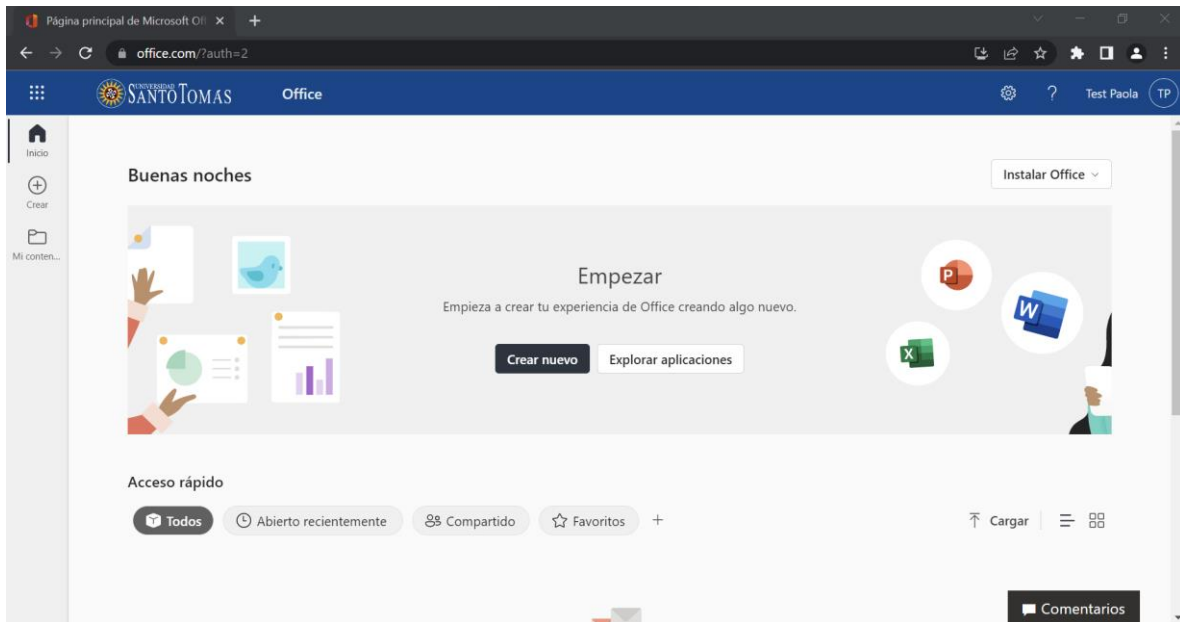 Página principal de Microsoft Of
office.com/?auth=2
UNIVERSIDAD
SANTO TOMAS
Office
Test Paola
TP
Inicio
Crear
Mi conten...
Buenas noches
Instalar Office
Empezar
Empieza a crear tu experiencia de Office creando algo nuevo.
Crear nuevo
Explorar aplicaciones
P
W
X
Acceso rápido
Todos
Abierto recientemente
Compartido
Favoritos
Cargar
Comentarios